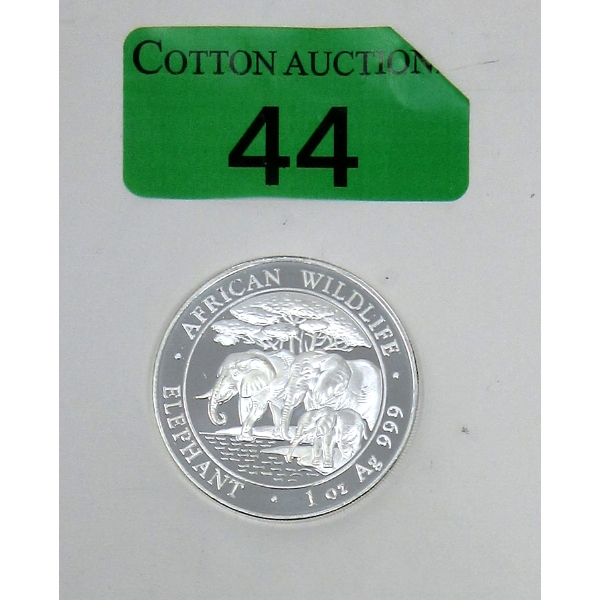 COTTON AUCTION
44
AFRICAN WILDLIFE
ELEPHANT
1 oz Ag 999